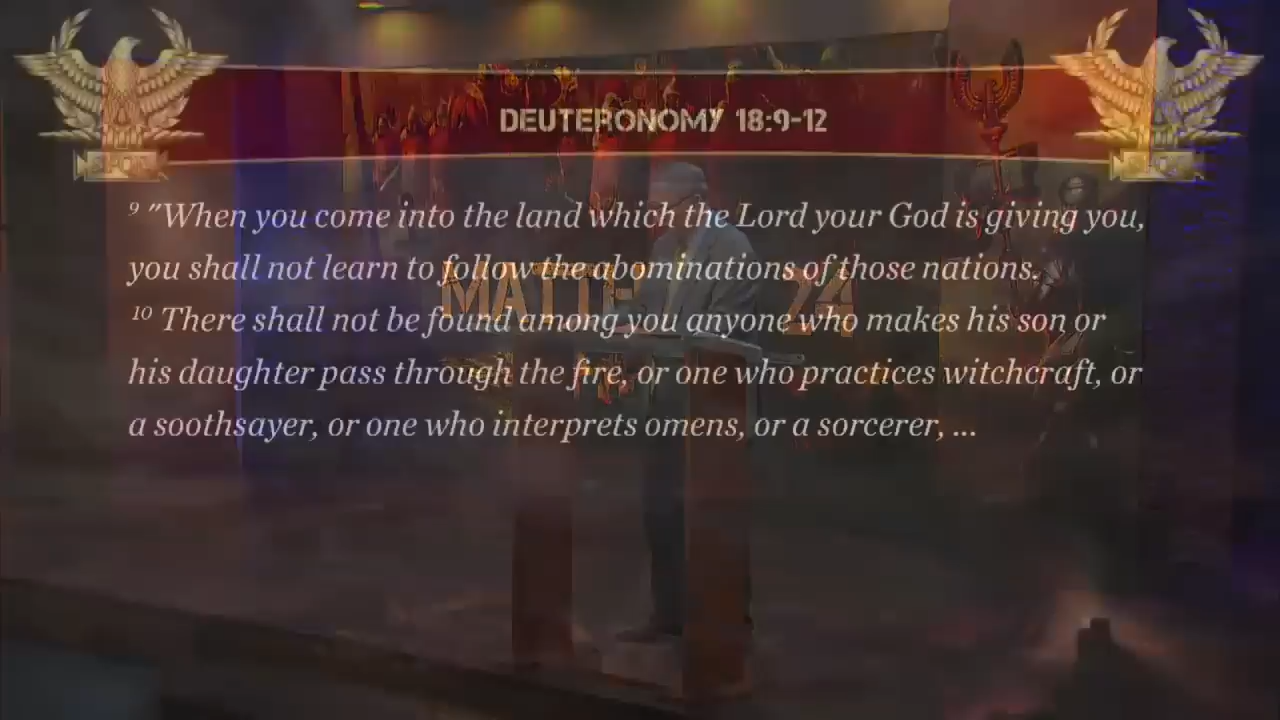 DEUTERONOMY 18:9-12
⁹ "When you come into the land which the Lord your God is giving you,
you shall not learn to follow the abominations of those nations.
¹⁰ There shall not be found among you anyone who makes his son or
his daughter pass through the fire, or one who practices witchcraft, or
a soothsayer, or one who interprets omens, or a sorcerer, ...
24